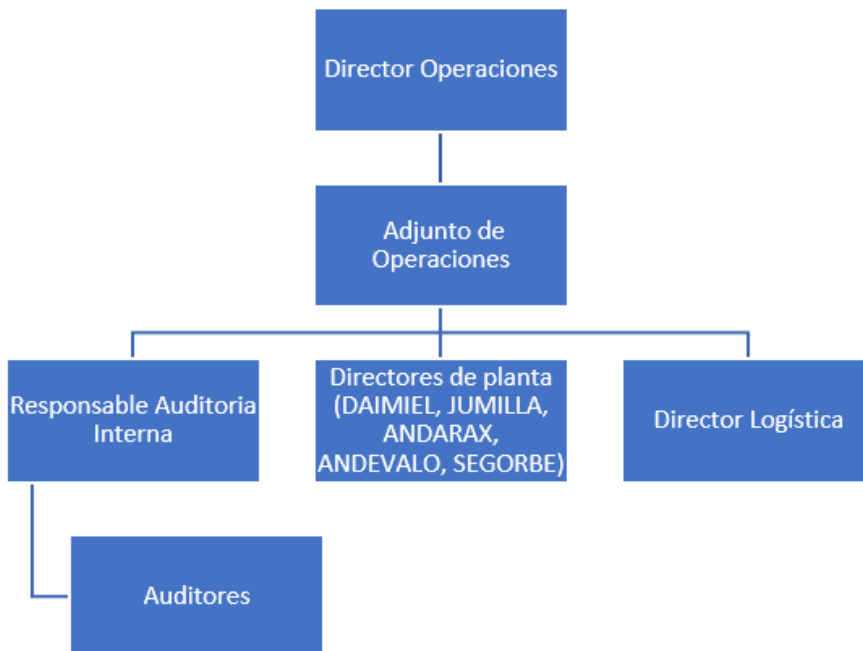 Director Operaciones
Adjunto de
Operaciones
Responsable Auditoria
Interna
Directores de planta
(DAIMIEL, JUMILLA,
ANDARAX,
ANDEVALO, SEGORBE)
Director Logística
Auditores